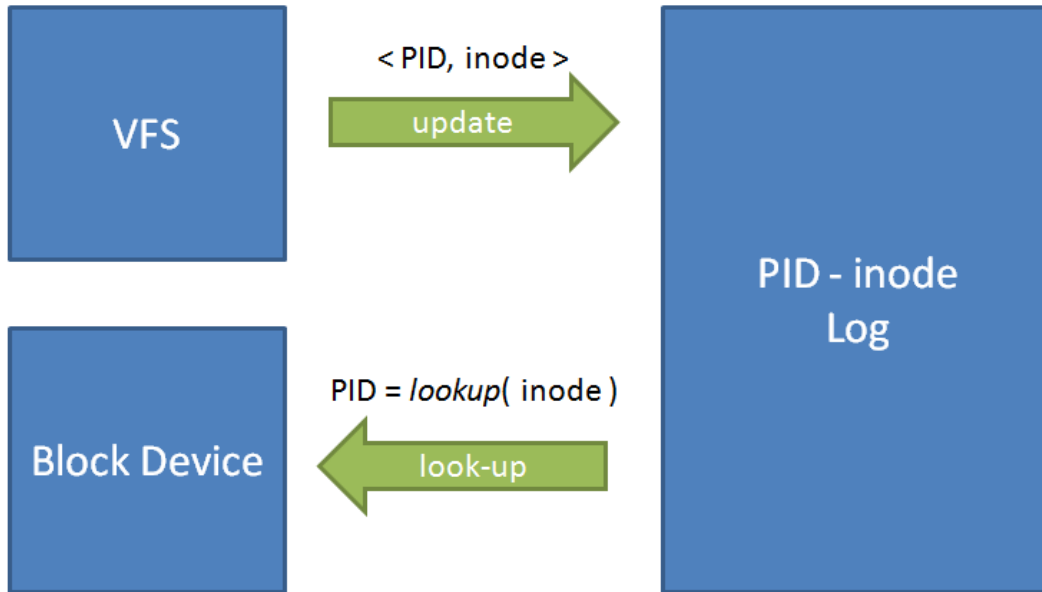 VFS
< PID, inode >
update
PID - inode
Log
Block Device
PID = lookup( inode )
look-up